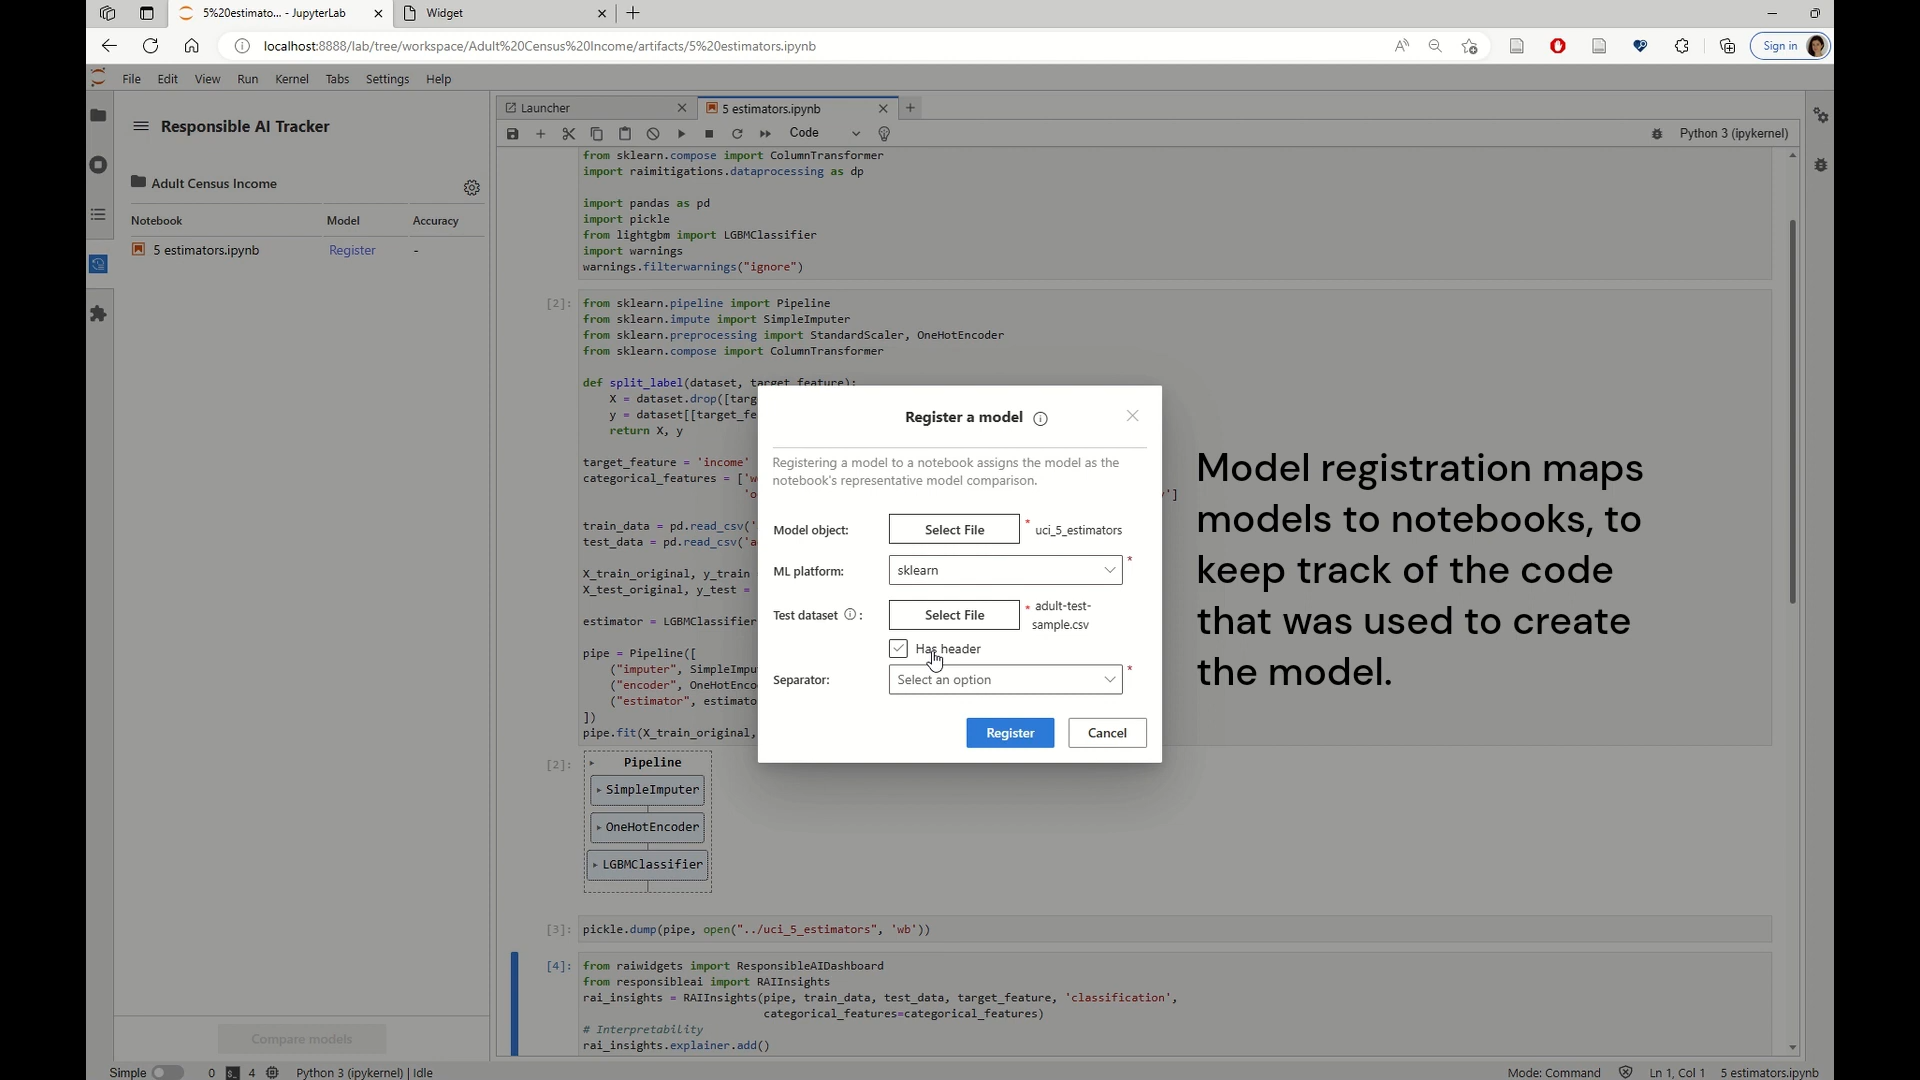 5%20estimato... - JupyterLab
Widget
localhost:8888/lab/tree/workspace/Adult%20Census%20Income/artifacts/5%20estimators.ipynb
Sign in
File Edit View Run Kernel Tabs Settings Help
Responsible AI Tracker
Adult Census Income
Notebook Model Accuracy
5 estimators.ipynb Register -
Compare models
Launcher
5 estimators.ipynb
Code
Python 3 (ipykernel)
from sklearn.compose import ColumnTransformer
import raimitigations.dataprocessing as dp
import pandas as pd
import pickle
from lightgbm import LGBMClassifier
import warnings
warnings.filterwarnings("ignore")
[2]:
from sklearn.pipeline import Pipeline
from sklearn.impute import SimpleImputer
from sklearn.preprocessing import StandardScaler, OneHotEncoder
from sklearn.compose import ColumnTransformer
def split_label(dataset, target_feature):
X = dataset.drop([targ
y = dataset[[target_fe
return X, y
target_feature = 'income'
categorical_features = ['w
'o
y']
train_data = pd.read_csv('
test_data = pd.read_csv('a
X_train_original, y_train
X_test_original, y_test =
estimator = LGBMClassifier
pipe = Pipeline([
("imputer", SimpleImpu
("encoder", OneHotEnco
("estimator", estimato
])
pipe.fit(X_train_original,
Register a model
Registering a model to a notebook assigns the model as the
notebook's representative model comparison.
Model object: Select File * uci_5_estimators
ML platform: sklearn *
Test dataset : Select File * adult-test-
sample.csv
Has header
Separator: Select an option *
Register Cancel
Model registration maps
models to notebooks, to
keep track of the code
that was used to create
the model.
[2]:
Pipeline
SimpleImputer
OneHotEncoder
LGBMClassifier
[3]: pickle.dump(pipe, open("../uci_5_estimators", 'wb'))
[4]: from raiwidgets import ResponsibleAIDashboard
from responsibleai import RAIInsights
rai_insights = RAIInsights(pipe, train_data, test_data, target_feature, 'classification',
categorical_features=categorical_features)
# Interpretability
rai_insights.explainer.add()
Simple 0 4 Python 3 (ipykernel) | Idle
Mode: Command Ln 1, Col 1 5 estimators.ipynb